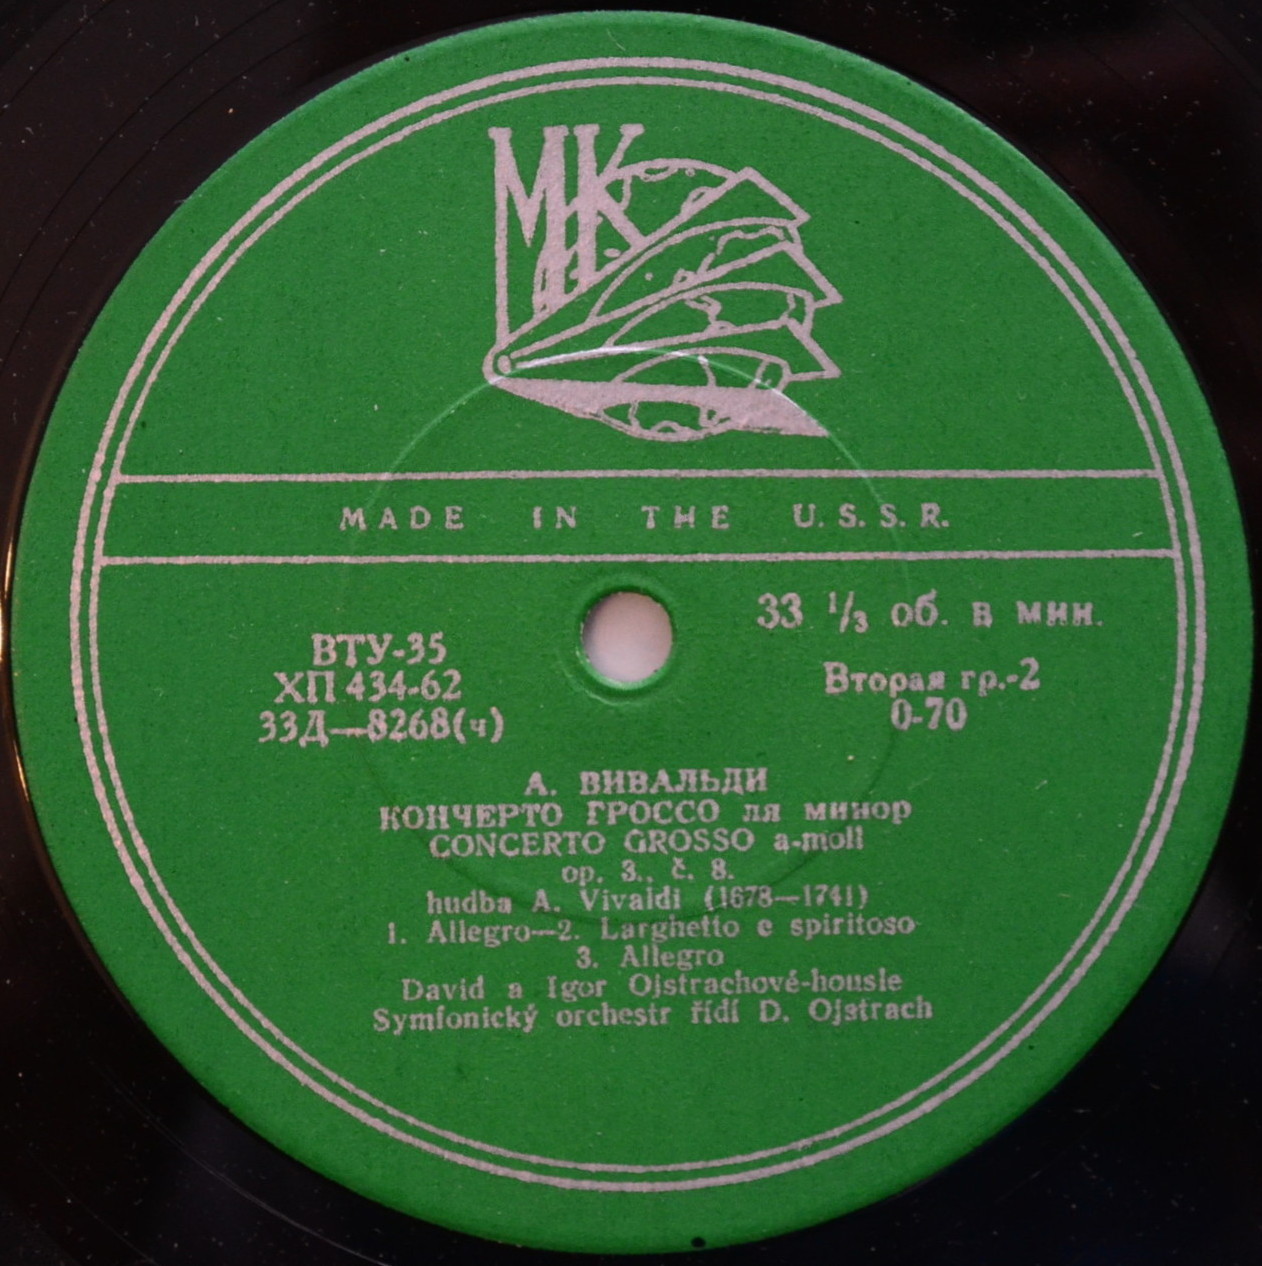 МК
MADE IN THE U.S.S.R.
33 1/3 об. в мин.
ВТУ-35
ХП 434-62
33Д—8268(ч)
Вторая гр.-2
0-70
А. ВИВАЛЬДИ
КОНЧЕРТО ГРОССО ля минор
CONCERTO GROSSO a-moll
op. 3., č. 8.
hudba A. Vivaldi (1678—1741)
1. Allegro—2. Larghetto e spiritoso
3. Allegro
David a Igor Ojstrachové-housle
Symfonický orchestr řídí D. Ojstrach